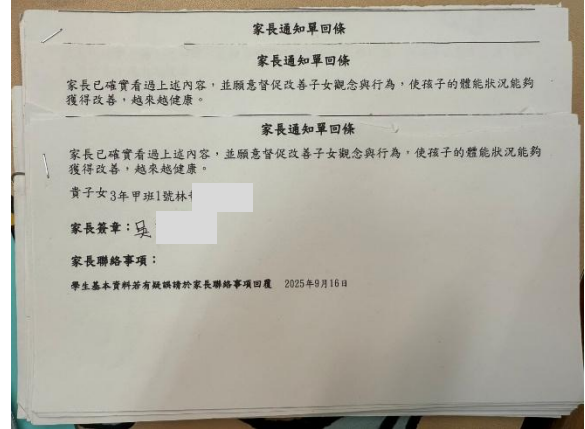 家長通知單回條
家長通知單回條
家長已確實看過上述內容，並願意督促改善子女觀念與行為，使孩子的體能狀況能夠
獲得改善，越來越健康。
家長通知單回條
家長已確實看過上述內容，並願意督促改善子女觀念與行為，使孩子的體能狀況能夠
獲得改善，越來越健康。
貴子女3年甲班1號林
家長簽章：吳
家長聯絡事項：
學生基本資料若有疑誤請於家長聯絡事項回覆 2025年9月16日